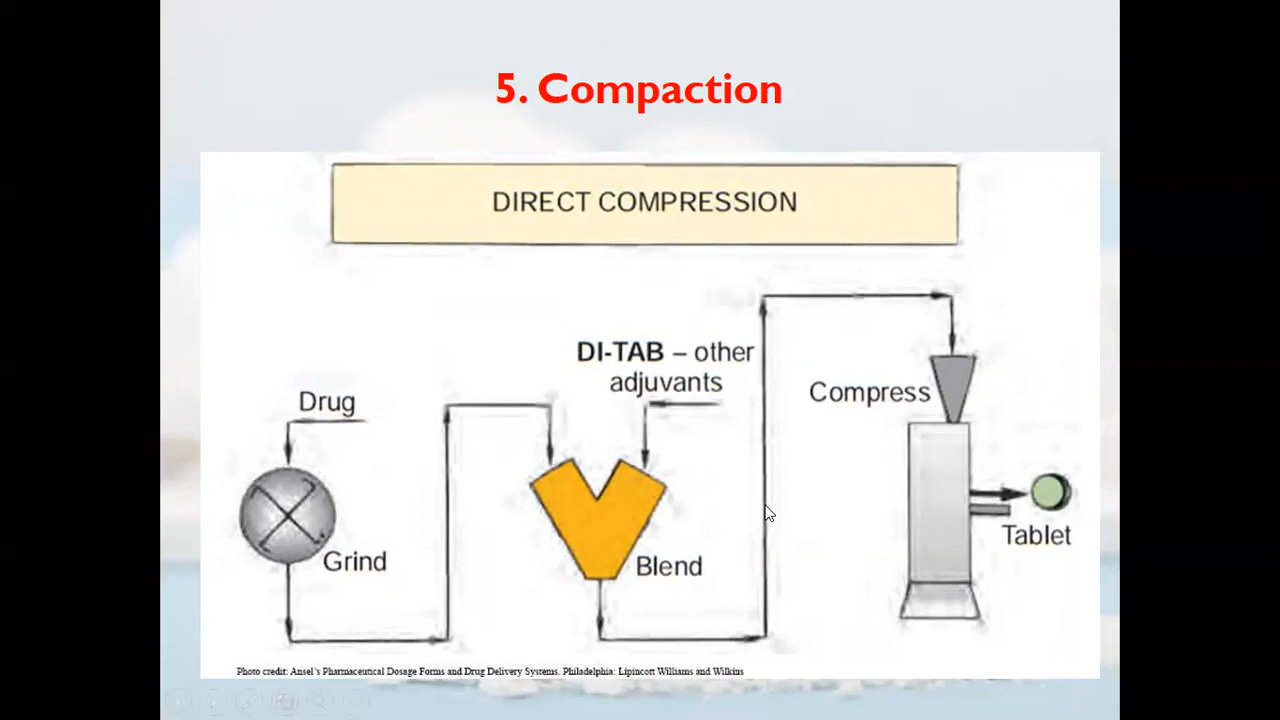 5. Compaction
DIRECT COMPRESSION
DI-TAB – other
adjuvants
Drug
Compress
Grind
Blend
Tablet
Photo credit: Ansel's Pharmaceutical Dosage Forms and Drug Delivery Systems. Philadelphia: Lipincott Williams and Wilkins